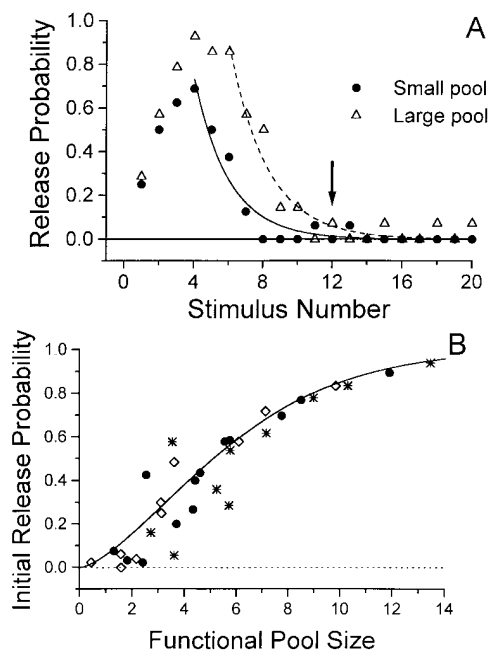 A
Release Probability
1.0
0.8
0.6
0.4
0.2
0.0
Small pool
Large pool
0 4 8 12 16 20
Stimulus Number
B
Initial Release Probability
1.0
0.8
0.6
0.4
0.2
0.0
0 2 4 6 8 10 12 14
Functional Pool Size